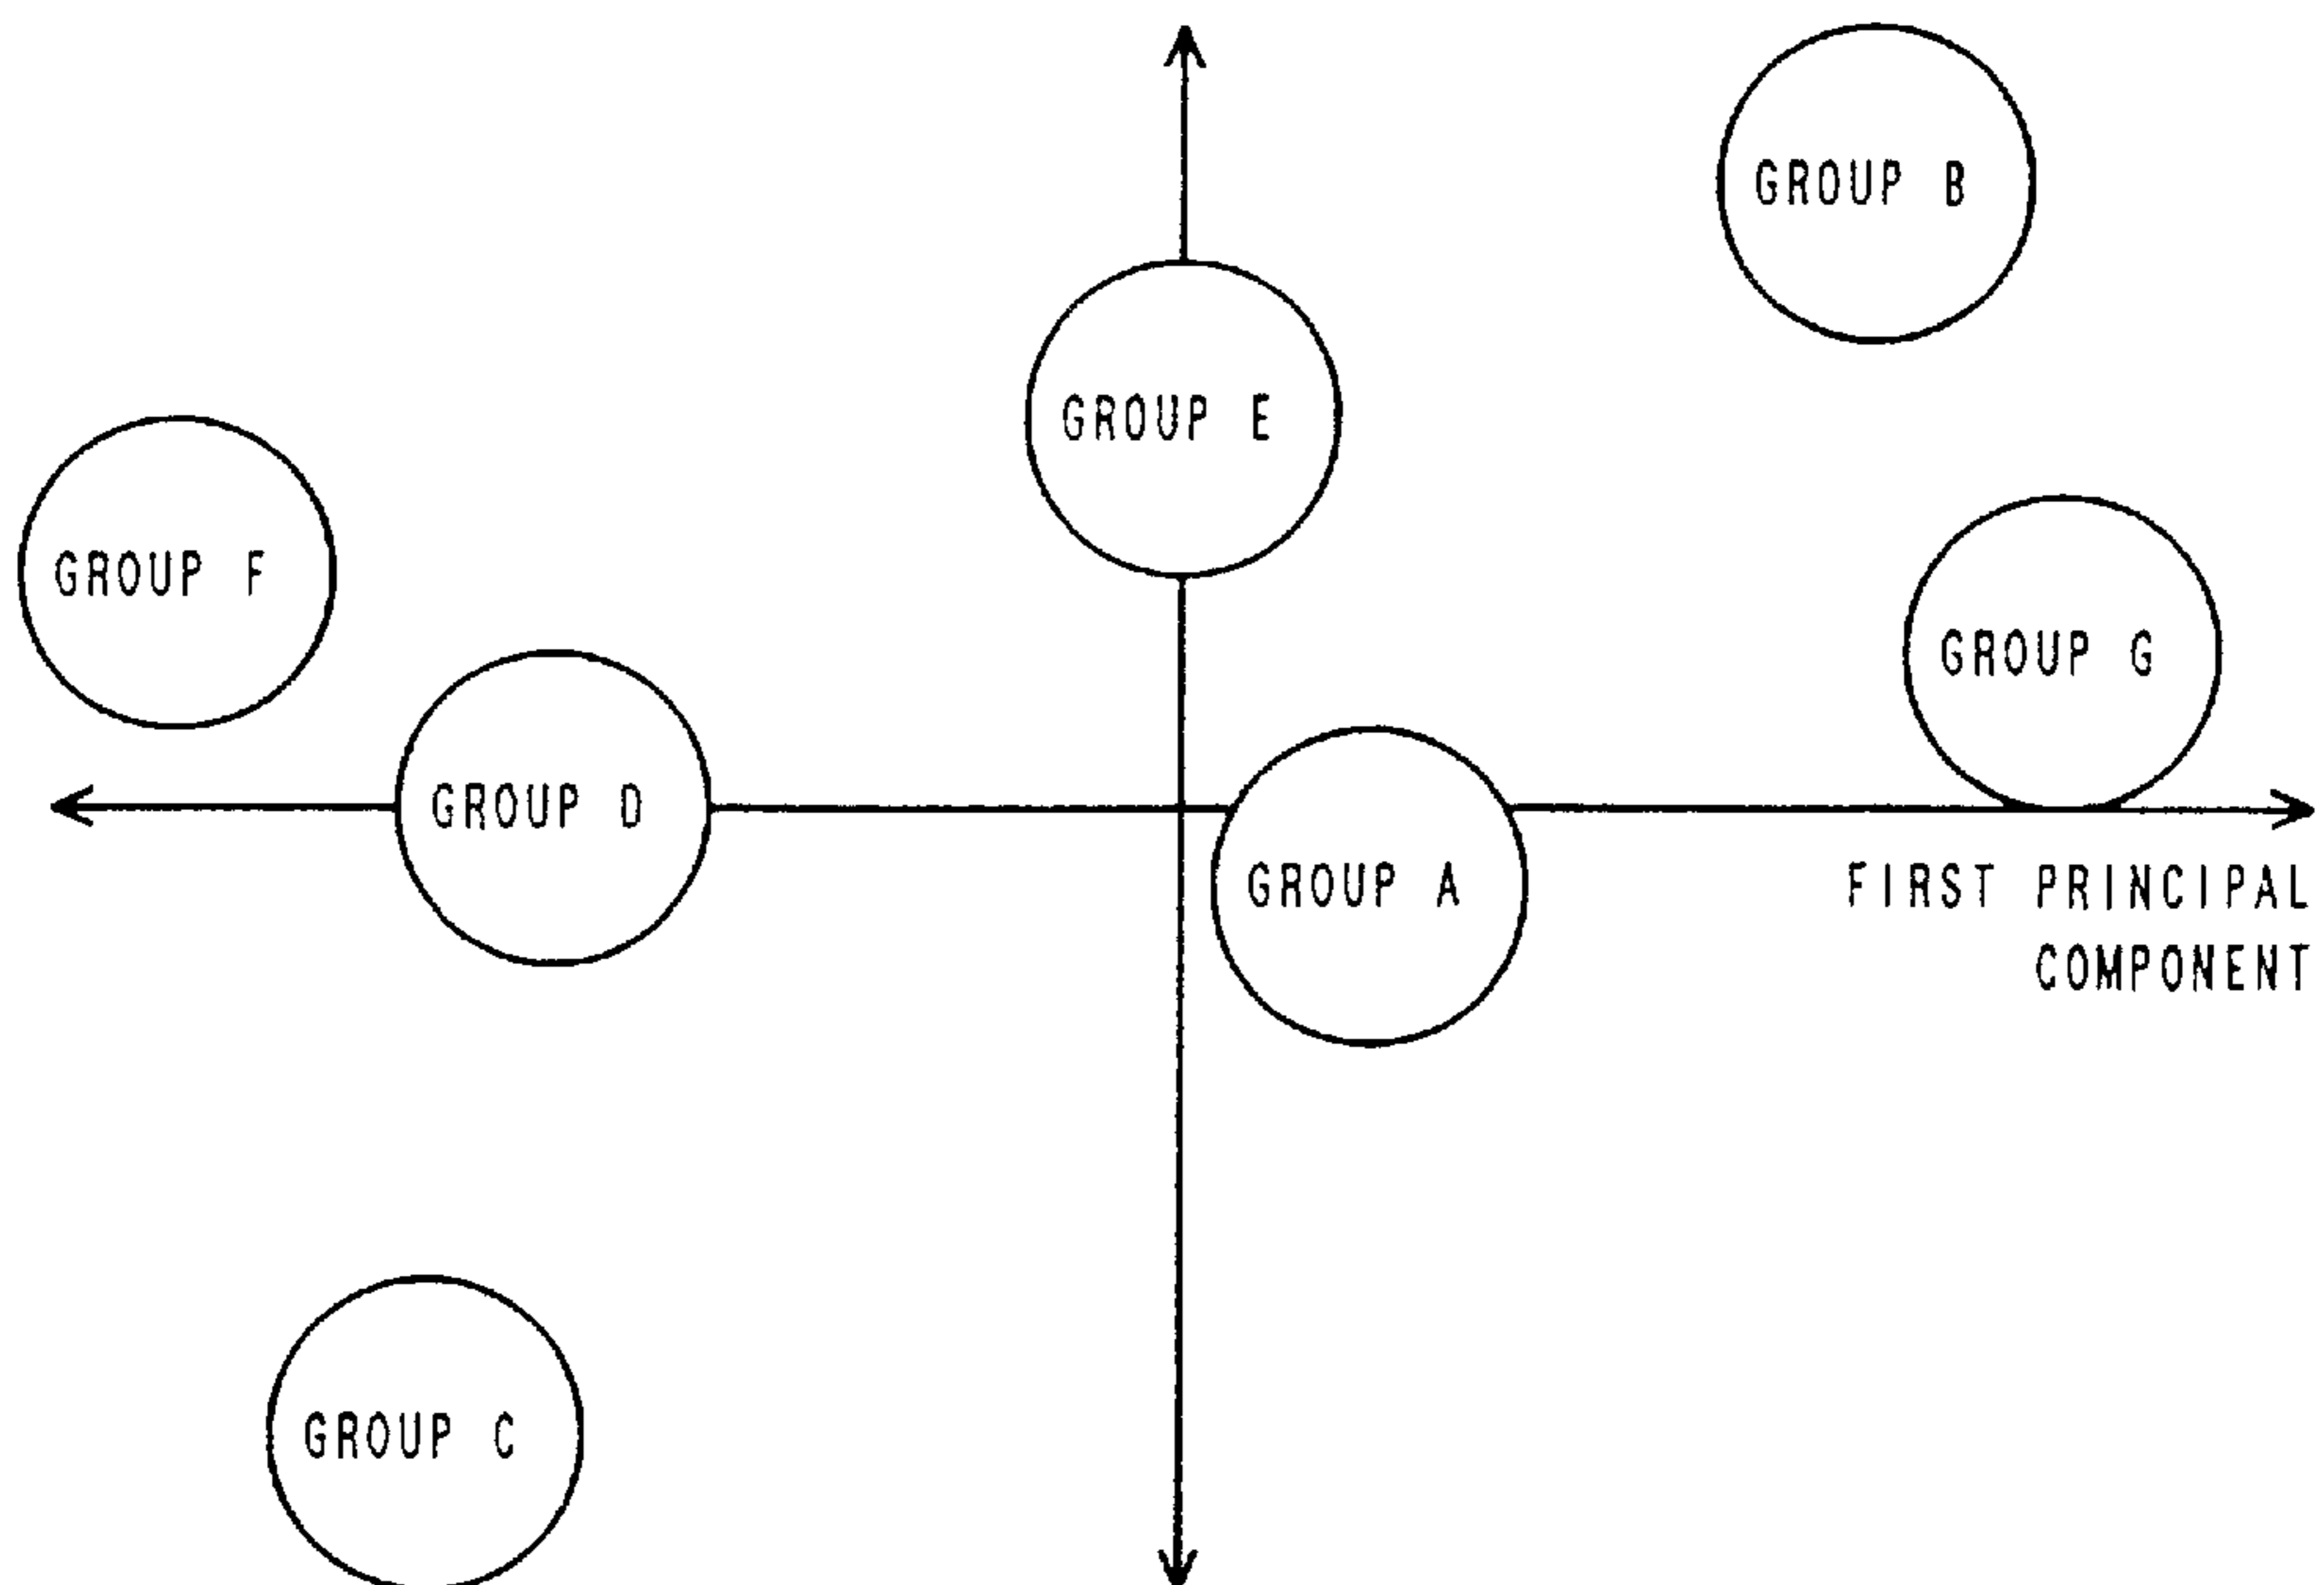 GROUP B
GROUP E
GROUP F
GROUP G
GROUP D
GROUP A
FIRST PRINCIPAL
COMPONENT
GROUP C